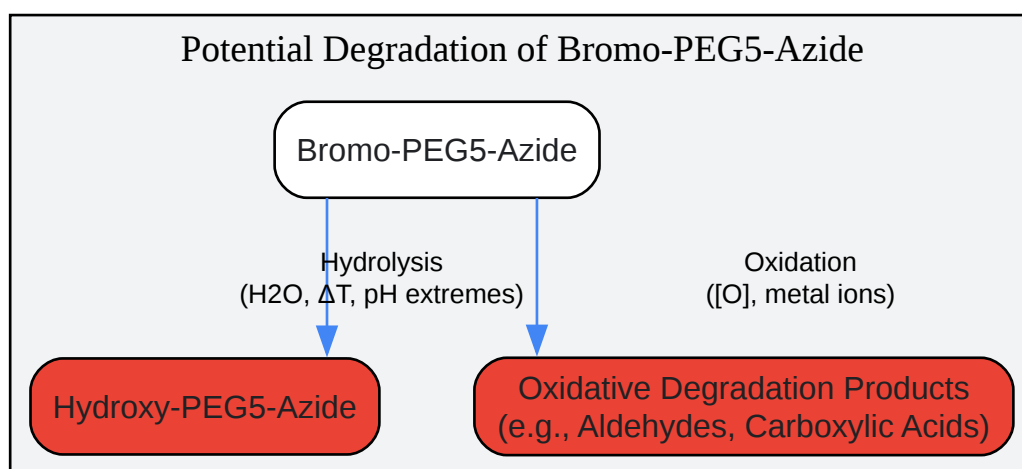 Potential Degradation of Bromo-PEG5-Azide
Bromo-PEG5-Azide
Hydrolysis
(H2O, ΔT, pH extremes)
Oxidation
([O], metal ions)
Hydroxy-PEG5-Azide
Oxidative Degradation Products
(e.g., Aldehydes, Carboxylic Acids)